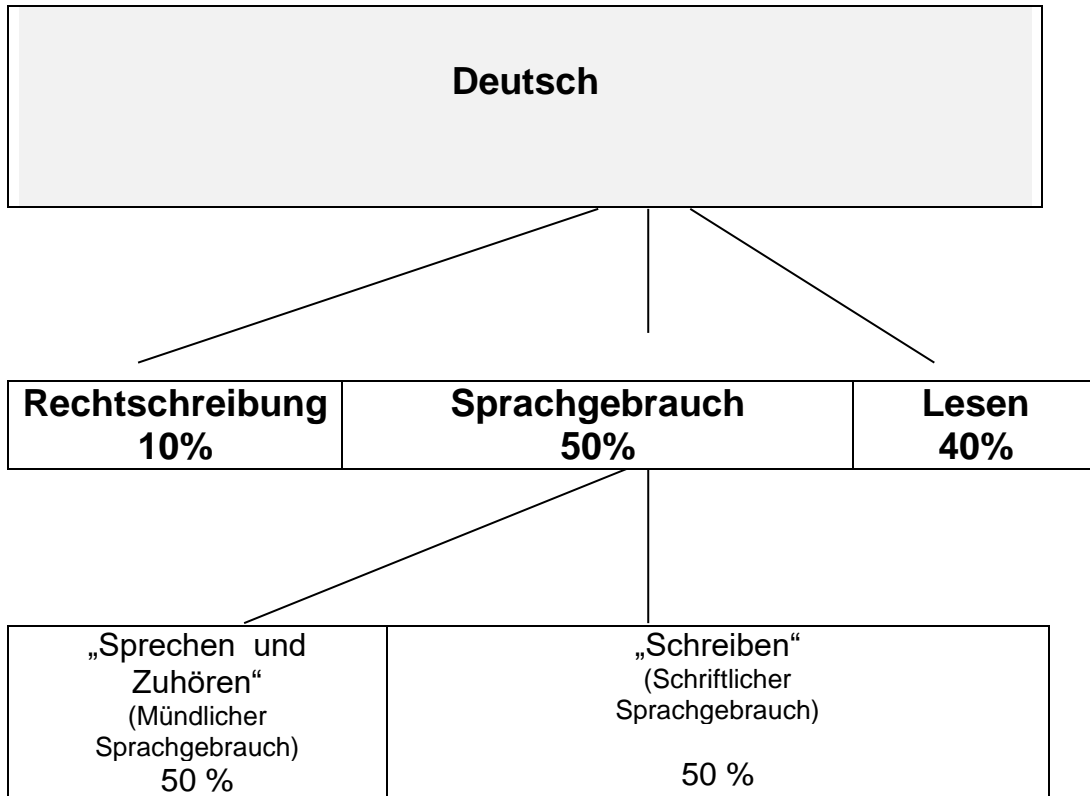 Deutsch
Rechtschreibung
10%
Sprachgebrauch
50%
Lesen
40%
„Sprechen und
Zuhören“
(Mündlicher
Sprachgebrauch)
50 %
„Schreiben“
(Schriftlicher
Sprachgebrauch)
50 %